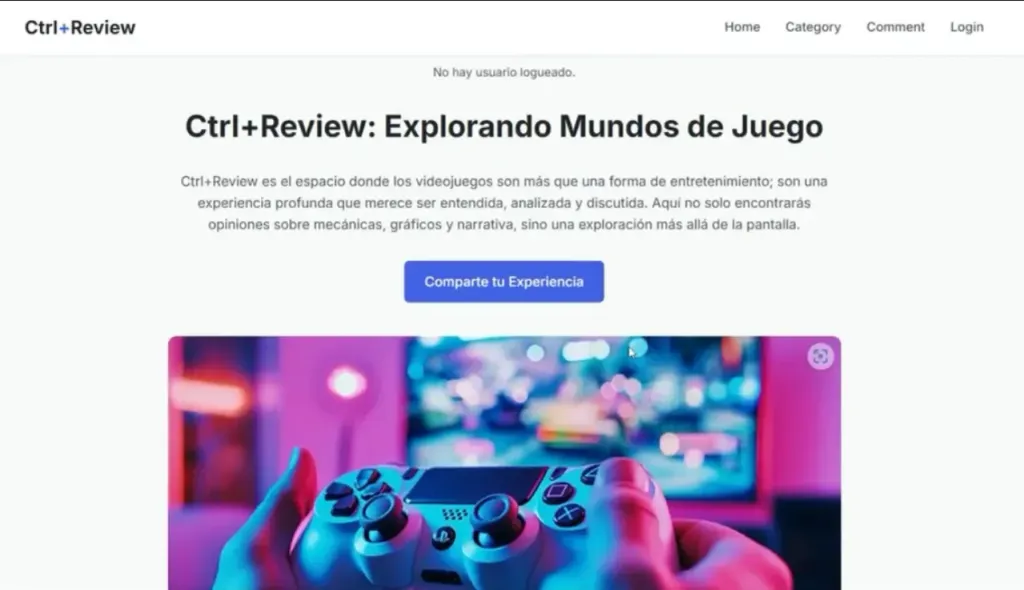 Ctrl+Review
Home
Category
Comment
Login
No hay usuario logueado.
Ctrl+Review: Explorando Mundos de Juego
Ctrl+Review es el espacio donde los videojuegos son más que una forma de entretenimiento; son una
experiencia profunda que merece ser entendida, analizada y discutida. Aquí no solo encontrarás
opiniones sobre mecánicas, gráficos y narrativa, sino una exploración más allá de la pantalla.
Comparte tu Experiencia